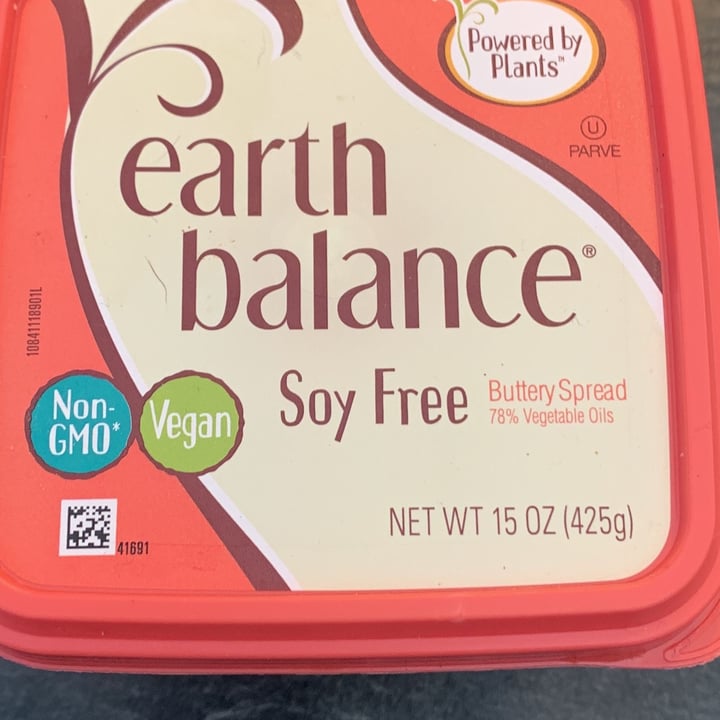 Powered by
Plants™
U
PARVE
earth
balance®
108411118901L
Non-
GMO*
Vegan
Soy Free
Buttery Spread
78% Vegetable Oils
41691
NET WT 15 OZ (425g)